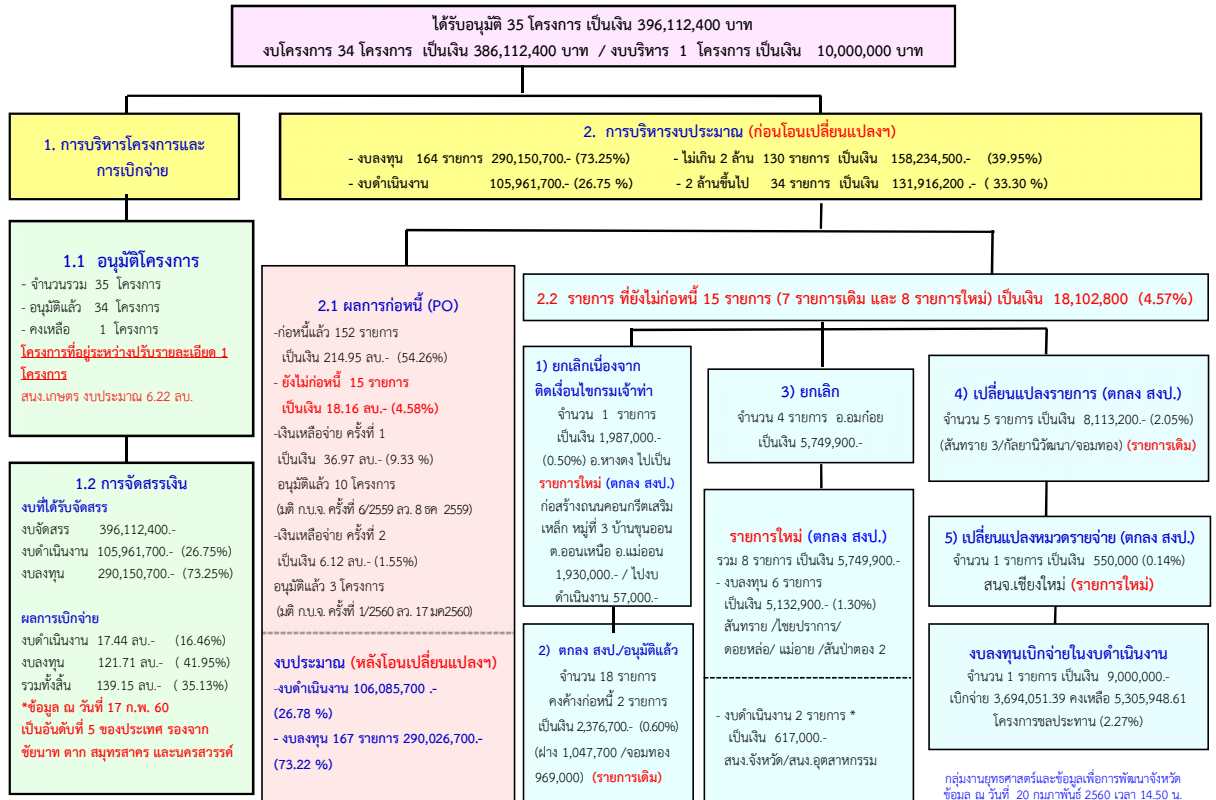 ได้รับอนุมัติ 35 โครงการ เป็นเงิน 396,112,400 บาท
งบโครงการ 34 โครงการ เป็นเงิน 386,112,400 บาท / งบบริหาร 1 โครงการ เป็นเงิน 10,000,000 บาท
1. การบริหารโครงการและ
การเบิกจ่าย
2. การบริหารงบประมาณ (ก่อนโอนเปลี่ยนแปลงฯ)
- งบลงทุน 164 รายการ 290,150,700.- (73.25%) - ไม่เกิน 2 ล้าน 130 รายการ เป็นเงิน 158,234,500.- (39.95%)
- งบดำเนินงาน 105,961,700.- (26.75 %) - 2 ล้านขึ้นไป 34 รายการ เป็นเงิน 131,916,200 .- ( 33.30 %)
1.1 อนุมัติโครงการ
- จำนวนรวม 35 โครงการ
- อนุมัติแล้ว 34 โครงการ
- คงเหลือ 1 โครงการ
โครงการที่อยู่ระหว่างปรับรายละเอียด 1
โครงการ
สนง.เกษตร งบประมาณ 6.22 ลบ.
1.2 การจัดสรรเงิน
งบที่ได้รับจัดสรร
งบจัดสรร 396,112,400.-
งบดำเนินงาน 105,961,700.- (26.75%)
งบลงทุน 290,150,700.- (73.25%)
ผลการเบิกจ่าย
งบดำเนินงาน 17.44 ลบ.- (16.46%)
งบลงทุน 121.71 ลบ.- ( 41.95%)
รวมทั้งสิ้น 139.15 ลบ.- ( 35.13%)
*ข้อมูล ณ วันที่ 17 ก.พ. 60
เป็นอันดับที่ 5 ของประเทศ รองจาก
ชัยนาท ตาก สมุทรสาคร และนครสวรรค์
2.1 ผลการก่อหนี้ (PO)
-ก่อหนี้แล้ว 152 รายการ
เป็นเงิน 214.95 ลบ.- (54.26%)
- ยังไม่ก่อหนี้ 15 รายการ
เป็นเงิน 18.16 ลบ.- (4.58%)
-เงินเหลือจ่าย ครั้งที่ 1
เป็นเงิน 36.97 ลบ.- (9.33 %)
อนุมัติแล้ว 10 โครงการ
(มติ ก.บ.จ. ครั้งที่ 6/2559 ลว. 8 ธค 2559)
-เงินเหลือจ่าย ครั้งที่ 2
เป็นเงิน 6.12 ลบ.- (1.55%)
อนุมัติแล้ว 3 โครงการ
(มติ ก.บ.จ. ครั้งที่ 1/2560 ลว. 17 มค2560)
งบประมาณ (หลังโอนเปลี่ยนแปลงฯ)
-งบดำเนินงาน 106,085,700 .-
(26.78 %)
- งบลงทุน 167 รายการ 290,026,700.-
(73.22 %)
2.2 รายการ ที่ยังไม่ก่อหนี้ 15 รายการ (7 รายการเดิม และ 8 รายการใหม่) เป็นเงิน 18,102,800 (4.57%)
1) ยกเลิกเนื่องจาก
ติดเงื่อนไขกรมเจ้าท่า
จำนวน 1 รายการ
เป็นเงิน 1,987,000.-
(0.50%) อ.หางดง ไปเป็น
รายการใหม่ (ตกลง สงป.)
ก่อสร้างถนนคอนกรีตเสริม
เหล็ก หมู่ที่ 3 บ้านขุนออน
ต.ออนเหนือ อ.แม่ออน
1,930,000.- / ไปงบ
ดำเนินงาน 57,000.-
2) ตกลง สงป./อนุมัติแล้ว
จำนวน 18 รายการ
คงค้างก่อหนี้ 2 รายการ
เป็นเงิน 2,376,700.- (0.60%)
(ฝาง 1,047,700 /จอมทอง
969,000) (รายการเดิม)
3) ยกเลิก
จำนวน 4 รายการ อ.อมก๋อย
เป็นเงิน 5,749,900.-
รายการใหม่ (ตกลง สงป.)
รวม 8 รายการ เป็นเงิน 5,749,900.-
- งบลงทุน 6 รายการ
เป็นเงิน 5,132,900.- (1.30%)
สันทราย /ไชยปราการ/
ดอยหล่อ/ แม่อาย /สันป่าตอง 2
- งบดำเนินงาน 2 รายการ *
เป็นเงิน 617,000.-
สนง.จังหวัด/สนง.อุตสาหกรรม
4) เปลี่ยนแปลงรายการ (ตกลง สงป.)
จำนวน 5 รายการ เป็นเงิน 8,113,200.- (2.05%)
(สันทราย 3/กัลยานิวัฒนา/จอมทอง) (รายการเดิม)
5) เปลี่ยนแปลงหมวดรายจ่าย (ตกลง สงป.)
จำนวน 1 รายการ เป็นเงิน 550,000 (0.14%)
สนจ.เชียงใหม่ (รายการใหม่)
งบลงทุนเบิกจ่ายในงบดำเนินงาน
จำนวน 1 รายการ เป็นเงิน 9,000,000.-
เบิกจ่าย 3,694,051.39 คงเหลือ 5,305,948.61
โครงการชลประทาน (2.27%)
กลุ่มงานยุทธศาสตร์และข้อมูลเพื่อการพัฒนาจังหวัด
ข้อมูล ณ วันที่ 20 กุมภาพันธ์ 2560 เวลา 14.50 น.